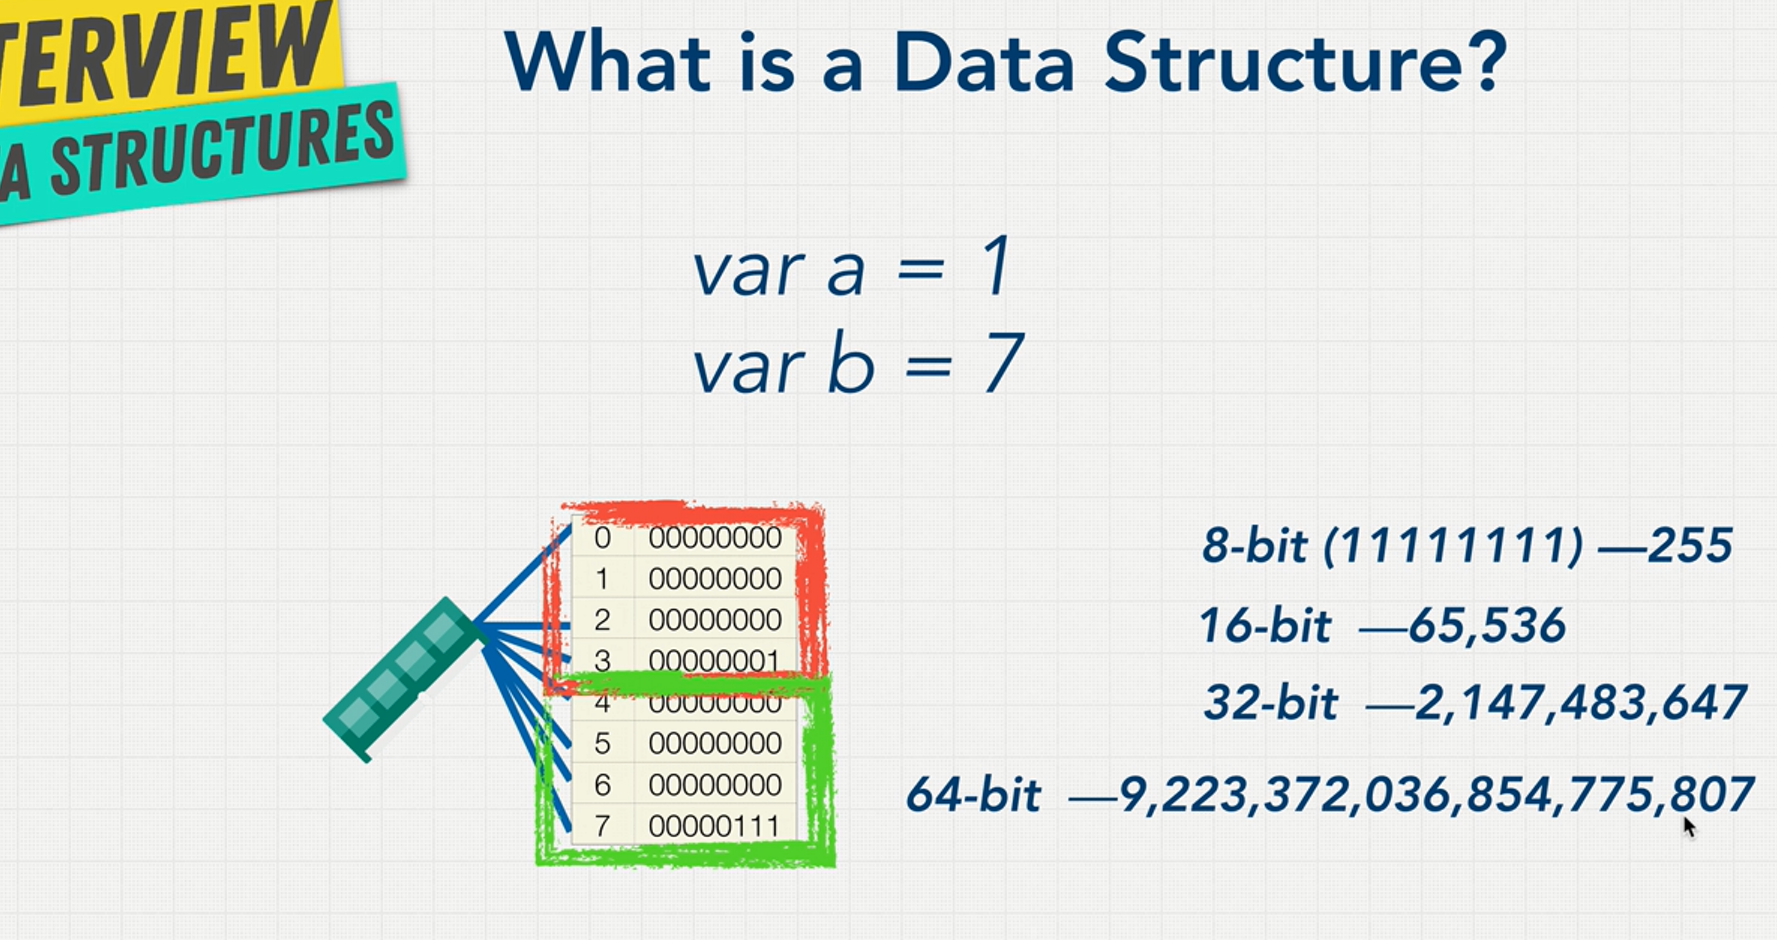 TERVIEW
A STRUCTURES
What is a Data Structure?
var a = 1
var b = 7
0 00000000
1 00000000
2 00000000
3 00000001
4 00000000
5 00000000
6 00000000
7 00000111
8-bit (11111111) —255
16-bit —65,536
32-bit —2,147,483,647
64-bit —9,223,372,036,854,775,807